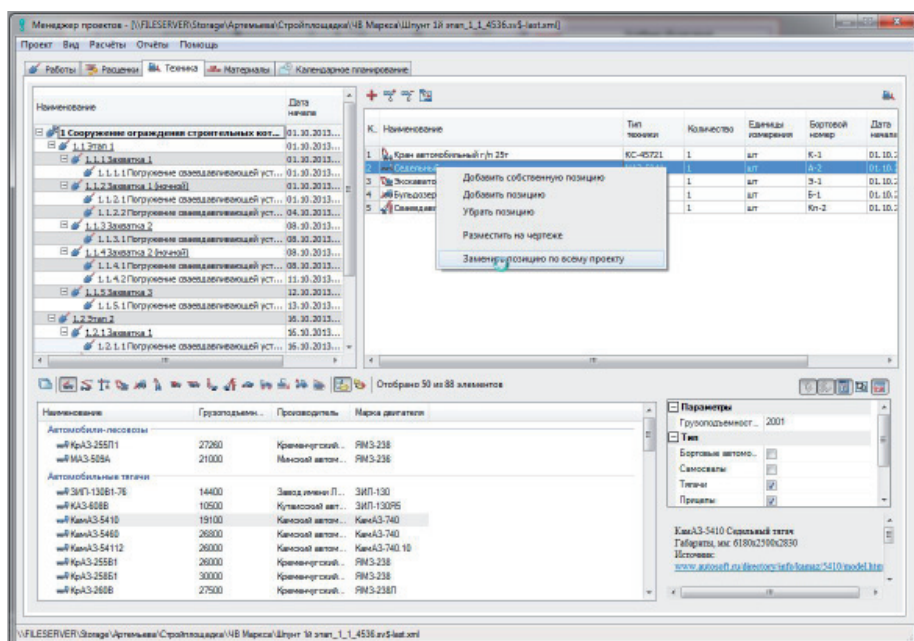 Менеджер проектов - [\\FILESERVER\Storage\Артемьева\Стройплощадка\ЧВ Маркса\Шпунт 1й этап_1_1_4536.sv$-last.xml]
Проект Вид Расчёты Отчёты Помощь
Работы Расценки Техника Материалы Календарное планирование
Наименование Дата начала
1 Сооружение ограждения строительных кот... 01.10.2013...
1.1 Этап 1 01.10.2013...
1.1.1 Захватка 1 01.10.2013...
1.1.1.1 Погружение сваевдавливающей уст... 01.10.2013...
1.1.2 Захватка 1 (ночной) 01.10.2013...
1.1.2.1 Погружение сваевдавливающей уст... 01.10.2013...
1.1.2.2 Погружение сваевдавливающей уст... 04.10.2013...
1.1.3 Захватка 2 08.10.2013...
1.1.3.1 Погружение сваевдавливающей уст... 08.10.2013...
1.1.4 Захватка 2 (ночной) 08.10.2013...
1.1.4.1 Погружение сваевдавливающей уст... 08.10.2013...
1.1.4.2 Погружение сваевдавливающей уст... 11.10.2013...
1.1.5 Захватка 3 12.10.2013...
1.1.5.1 Погружение сваевдавливающей уст... 13.10.2013...
1.2 Этап 2 16.10.2013...
1.2.1 Захватка 1 16.10.2013...
1.2.1.1 Погружение сваевдавливающей уст... 16.10.2013...
К.. Наименование Тип техники Количество Единицы измерения Бортовой номер Дата начала
1 Кран автомобильный г/п 25т КС-45721 1 шт К-1 01.10.2
2 Седельный 1 шт А-2 01.10.2
3 Экскавато 1 шт Э-1 01.10.2
4 Бульдозер 1 шт Б-1 01.10.2
5 Сваевдавл 1 шт Кп-2 01.10.2
Добавить собственную позицию
Добавить позицию
Убрать позицию
Разместить на чертеже
Заменить позицию по всему проекту
Отобрано 50 из 88 элементов
Наименование Грузоподъемн... Производитель Марка двигателя
Автомобили-лесовозы
КрАЗ-255Л1 27260 Кременчугский... ЯМЗ-238
МАЗ-509А 21000 Минский автом... ЯМЗ-236
Автомобильные тягачи
ЗИЛ-130В1-76 14400 Завод имени Л... ЗИЛ-130
КАЗ-608В 10500 Кутаисский авт... ЗИЛ-130Я5
КамАЗ-5410 19100 Камский автом... КамАЗ-740
КамАЗ-5460 26800 Камский автом... КамАЗ-740
КамАЗ-54112 26000 Камский автом... КамАЗ-740.10
КрАЗ-255В1 26000 Кременчугский... ЯМЗ-238
КрАЗ-258Б1 30000 Кременчугский... ЯМЗ-238
КрАЗ-260В 27500 Кременчугский... ЯМЗ-238Л
Параметры
Грузоподъемност... 2001
Тип
Бортовые автомо...
Самосвалы
Тягачи
Прицепы
КамАЗ-5410 Седельный тягач
Габариты, мм: 6180x2500x2830
Источник:
www.autosoft.ru/directory/info/kamaz/5410/model.htm
\\FILESERVER\Storage\Артемьева\Стройплощадка\ЧВ Маркса\Шпунт 1й этап_1_1_4536.sv$-last.xml